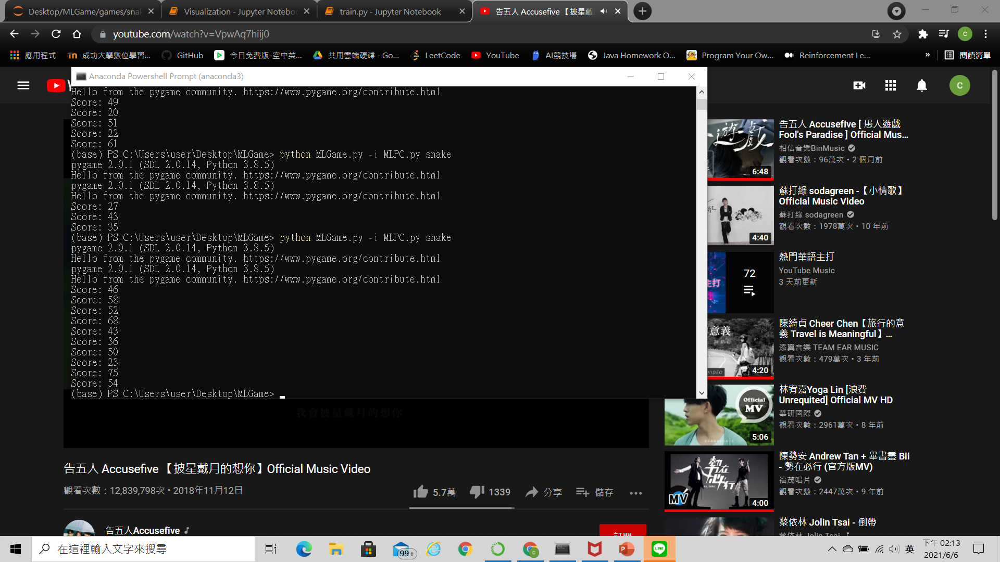 Desktop/MLGame/games/snak
Visualization - Jupyter Noteboo
train.py - Jupyter Notebook
告五人 Accusefive 【披星戴月
youtube.com/watch?v=VpwAq7hiij0
C
應用程式
成功大學數位學習...
GitHub
今日免費版-空中英...
共用雲端硬碟 - Go...
LeetCode
YouTube
AI競技場
Java Homework O...
Program Your Ow...
Reinforcement Le...
»
閱讀清單
Anaconda Powershell Prompt (anaconda3)
C
Hello from the pygame community. https://www.pygame.org/contribute.html
Score: 49
Score: 20
Score: 51
Score: 22
Score: 61
(base) PS C:\Users\user\Desktop\MLGame> python MLGame.py -i MLPC.py snake
pygame 2.0.1 (SDL 2.0.14, Python 3.8.5)
Hello from the pygame community. https://www.pygame.org/contribute.html
pygame 2.0.1 (SDL 2.0.14, Python 3.8.5)
Hello from the pygame community. https://www.pygame.org/contribute.html
Score: 27
Score: 43
Score: 35
(base) PS C:\Users\user\Desktop\MLGame> python MLGame.py -i MLPC.py snake
pygame 2.0.1 (SDL 2.0.14, Python 3.8.5)
Hello from the pygame community. https://www.pygame.org/contribute.html
pygame 2.0.1 (SDL 2.0.14, Python 3.8.5)
Hello from the pygame community. https://www.pygame.org/contribute.html
Score: 46
Score: 58
Score: 52
Score: 68
Score: 43
Score: 36
Score: 50
Score: 23
Score: 75
Score: 54
(base) PS C:\Users\user\Desktop\MLGame>
我會披星戴月的想你
告五人 Accusefive 【披星戴月的想你】Official Music Video
觀看次數：12,839,798次 • 2018年11月12日
5.7萬
1339
分享
儲存
告五人Accusefive
訂閱
遊戲
6:48
告五人 Accusefive [ 愚人遊戲
Fool's Paradise ] Official Mus...
相信音樂BinMusic
觀看次數：96萬次 • 2 個月前
4:40
蘇打綠 sodagreen -【小情歌】
Official Music Video
蘇打綠 sodagreen
觀看次數：1978萬次 • 10 年前
主打
72
熱門華語主打
YouTube Music
3 天前更新
意義
VIDEO
4:20
陳綺貞 Cheer Chen【旅行的意
義 Travel is Meaningful】...
添翼音樂 TEAM EAR MUSIC
觀看次數：479萬次 • 3 年前
Official
MV
5:06
林宥嘉Yoga Lin [浪費
Unrequited] Official MV HD
華研國際
觀看次數：2961萬次 • 8 年前
勢在必行
MV
4:00
陳勢安 Andrew Tan + 畢書盡 Bii
- 勢在必行 (官方版MV)
福茂唱片
觀看次數：2447萬次 • 9 年前
蔡依林 Jolin Tsai - 倒帶
蔡依林 Jolin Tsai
在這裡輸入文字來搜尋
99+
C
P
LINE
英
下午 02:13
2021/6/6